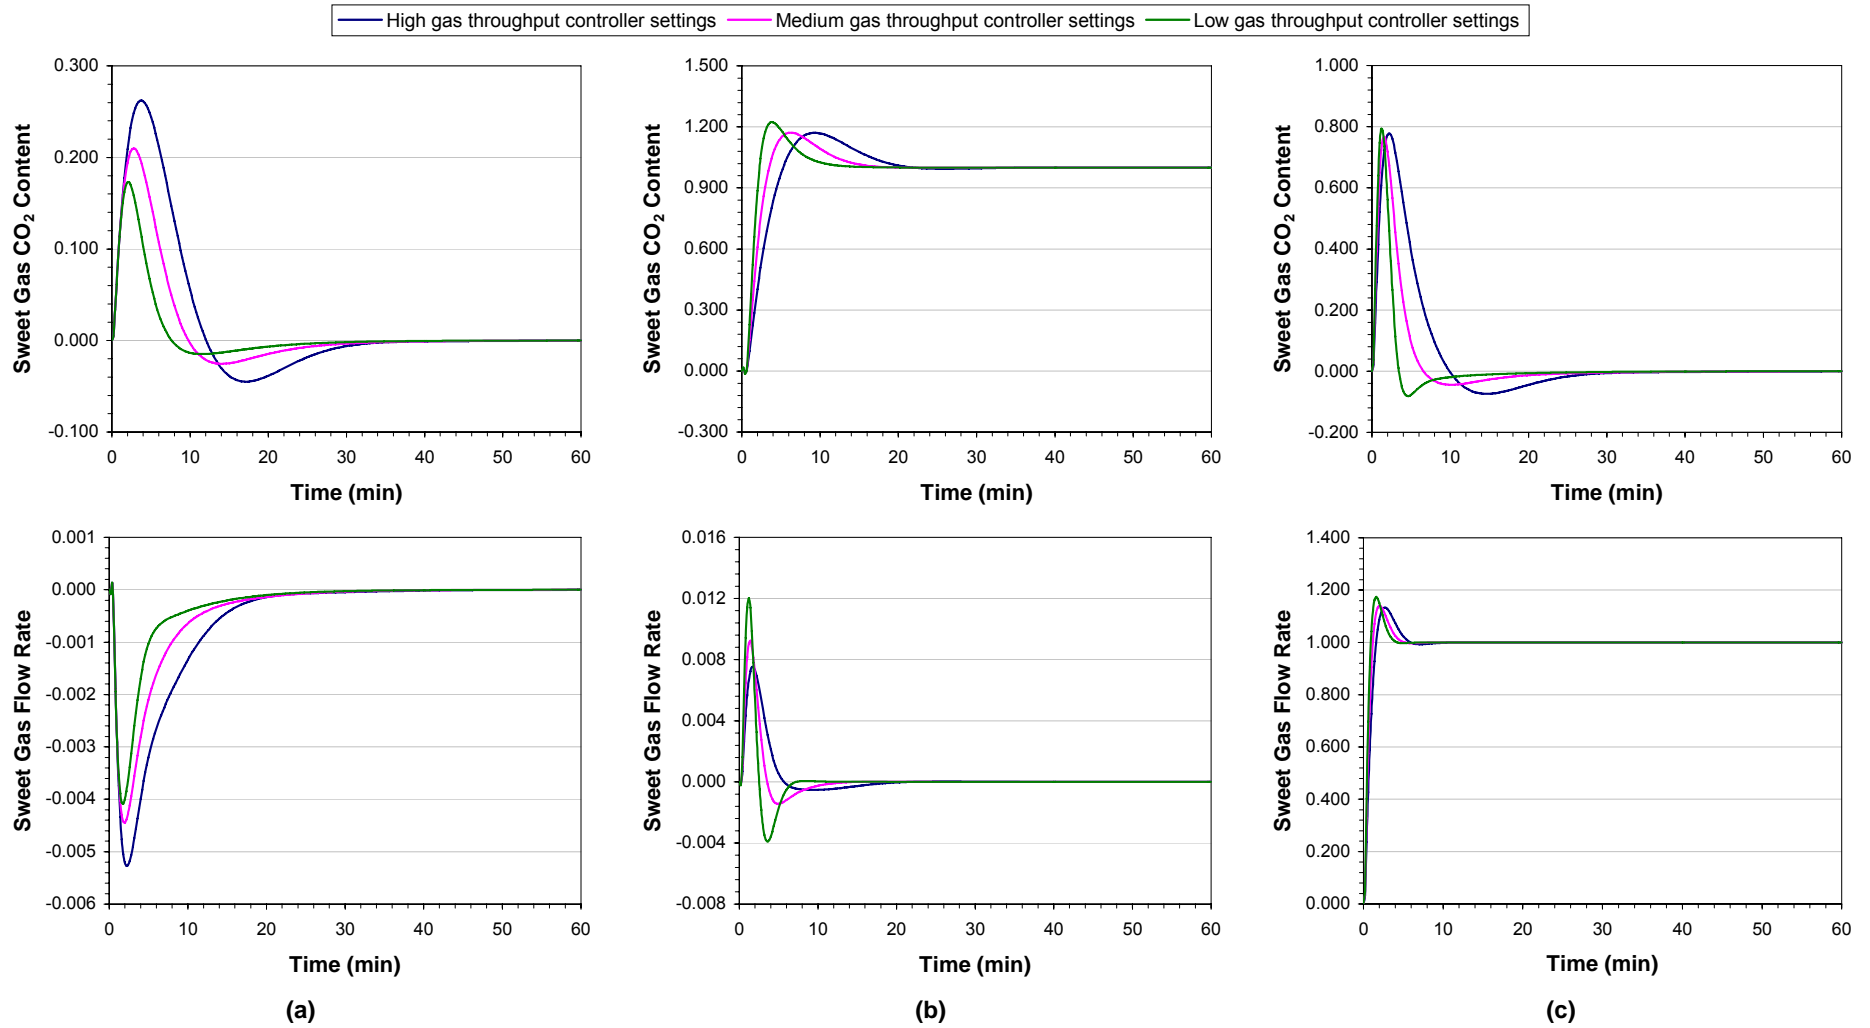 High gas throughput controller settings Medium gas throughput controller settings Low gas throughput controller settings
Sweet Gas CO₂ Content
0.300
0.200
0.100
0.000
-0.100
0 10 20 30 40 50 60
Time (min)
Sweet Gas CO₂ Content
1.500
1.200
0.900
0.600
0.300
0.000
-0.300
0 10 20 30 40 50 60
Time (min)
Sweet Gas CO₂ Content
1.000
0.800
0.600
0.400
0.200
0.000
-0.200
0 10 20 30 40 50 60
Time (min)
Sweet Gas Flow Rate
0.001
0.000
-0.001
-0.002
-0.003
-0.004
-0.005
-0.006
0 10 20 30 40 50 60
Time (min)
(a)
Sweet Gas Flow Rate
0.016
0.012
0.008
0.004
0.000
-0.004
-0.008
0 10 20 30 40 50 60
Time (min)
(b)
Sweet Gas Flow Rate
1.400
1.200
1.000
0.800
0.600
0.400
0.200
0.000
0 10 20 30 40 50 60
Time (min)
(c)